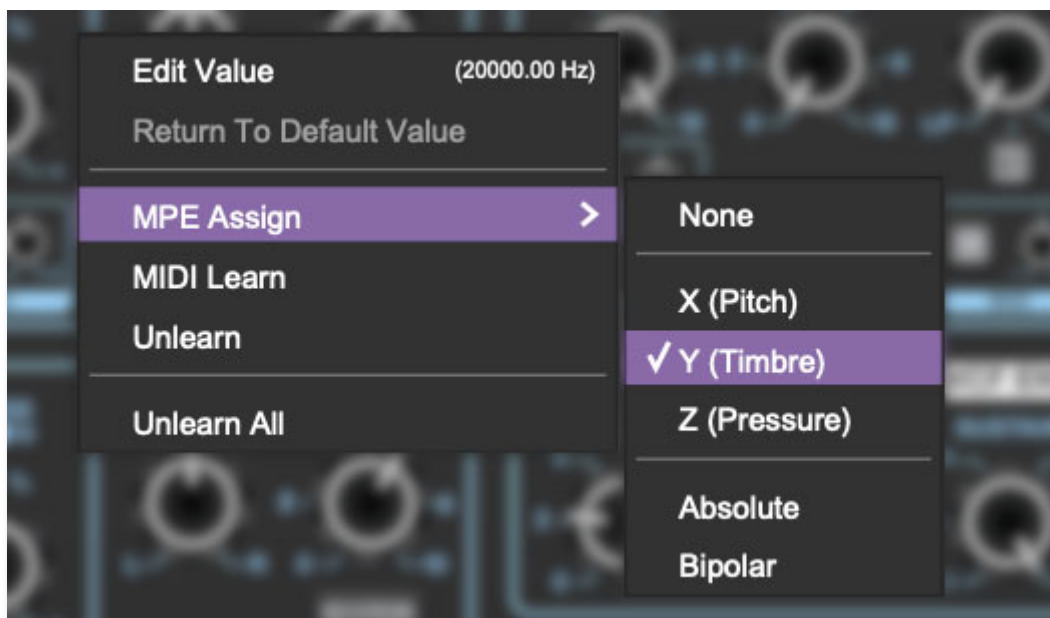 Edit Value (20000.00 Hz)
Return To Default Value
MPE Assign
MIDI Learn
Unlearn
Unlearn All
None
X (Pitch)
Y (Timbre)
Z (Pressure)
Absolute
Bipolar